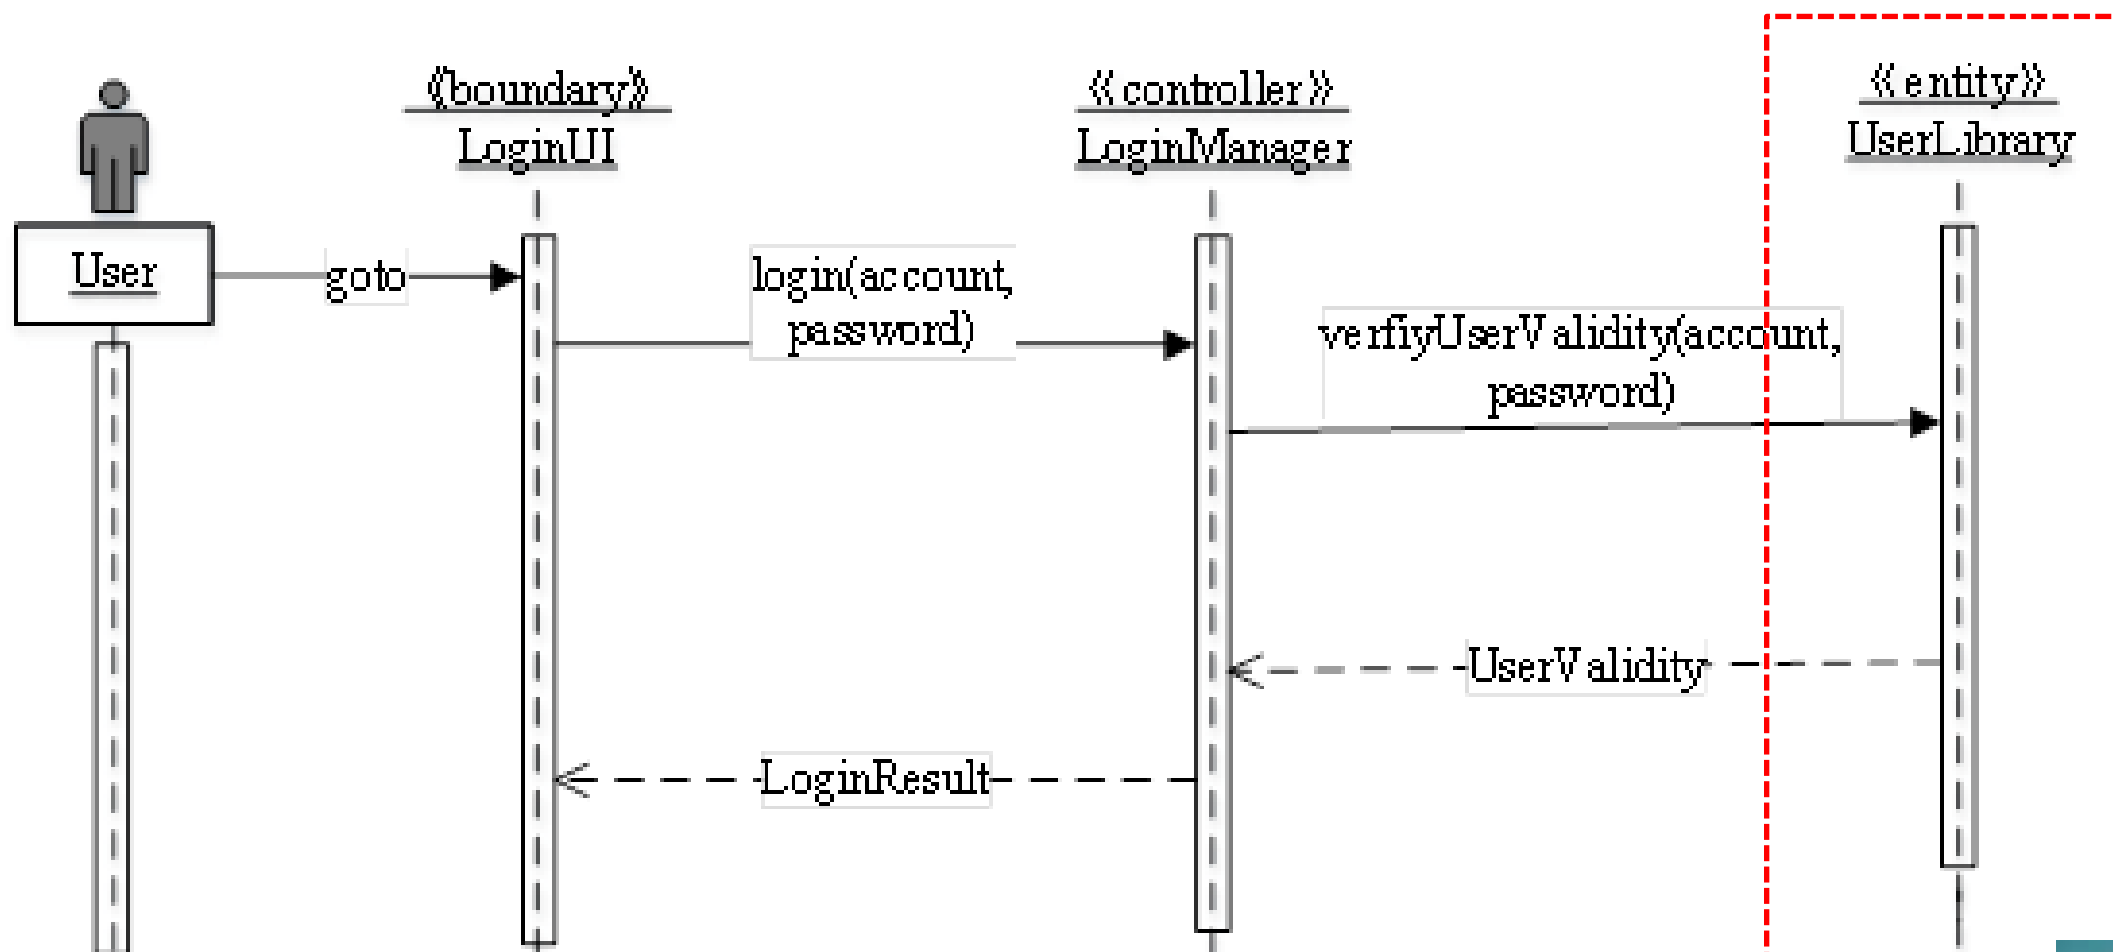 《boundary》
LoginUI
《controller》
LoginManager
《entity》
UserLibrary
User
goto
login(account,
password)
verfiyUserValidity(account,
password)
UserValidity
LoginResult